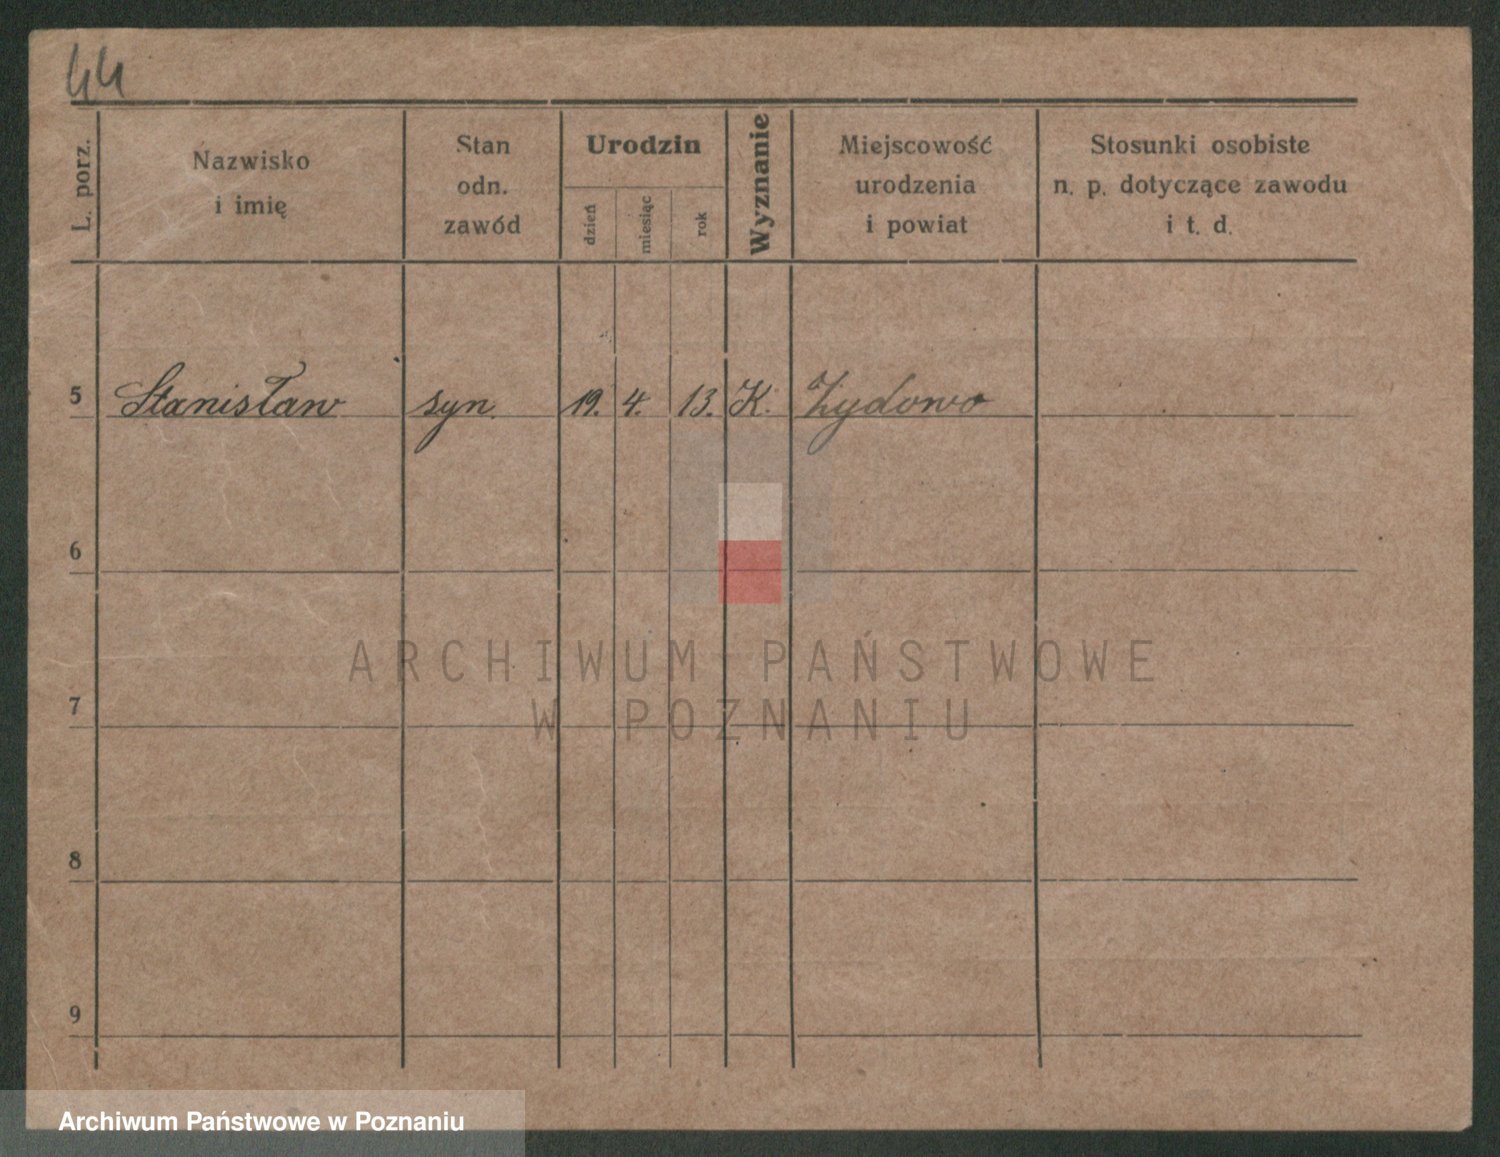 44
L. porz.
Nazwisko
i imię
Stan
odn.
zawód
Urodzin
dzień
miesiąc
rok
Wyznanie
Miejscowość
urodzenia
i powiat
Stosunki osobiste
n. p. dotyczące zawodu
i t. d.
5 Stanisław syn. 19. 4. 13. K. Żydowo
6
ARCHIWUM PAŃSTWOWE
W POZNANIU
7
8
9
Archiwum Państwowe w Poznaniu